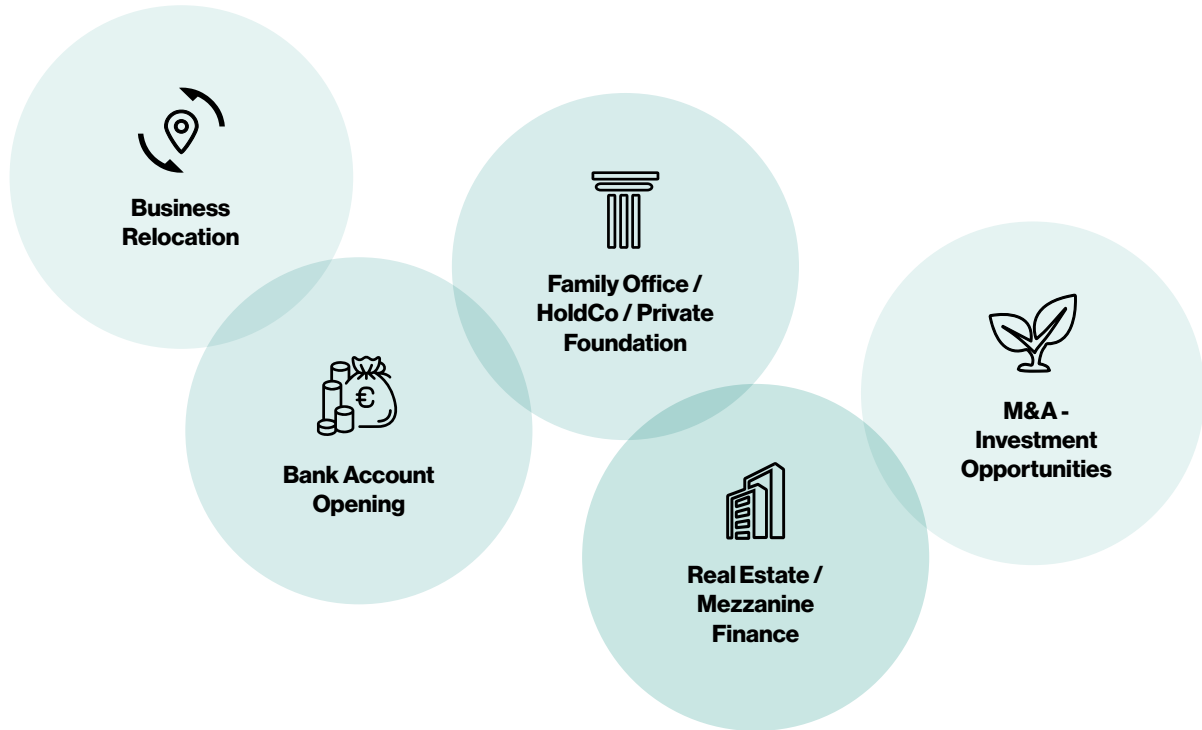 Business
Relocation
Bank Account
Opening
€
Family Office /
HoldCo / Private
Foundation
Real Estate /
Mezzanine
Finance
M&A -
Investment
Opportunities